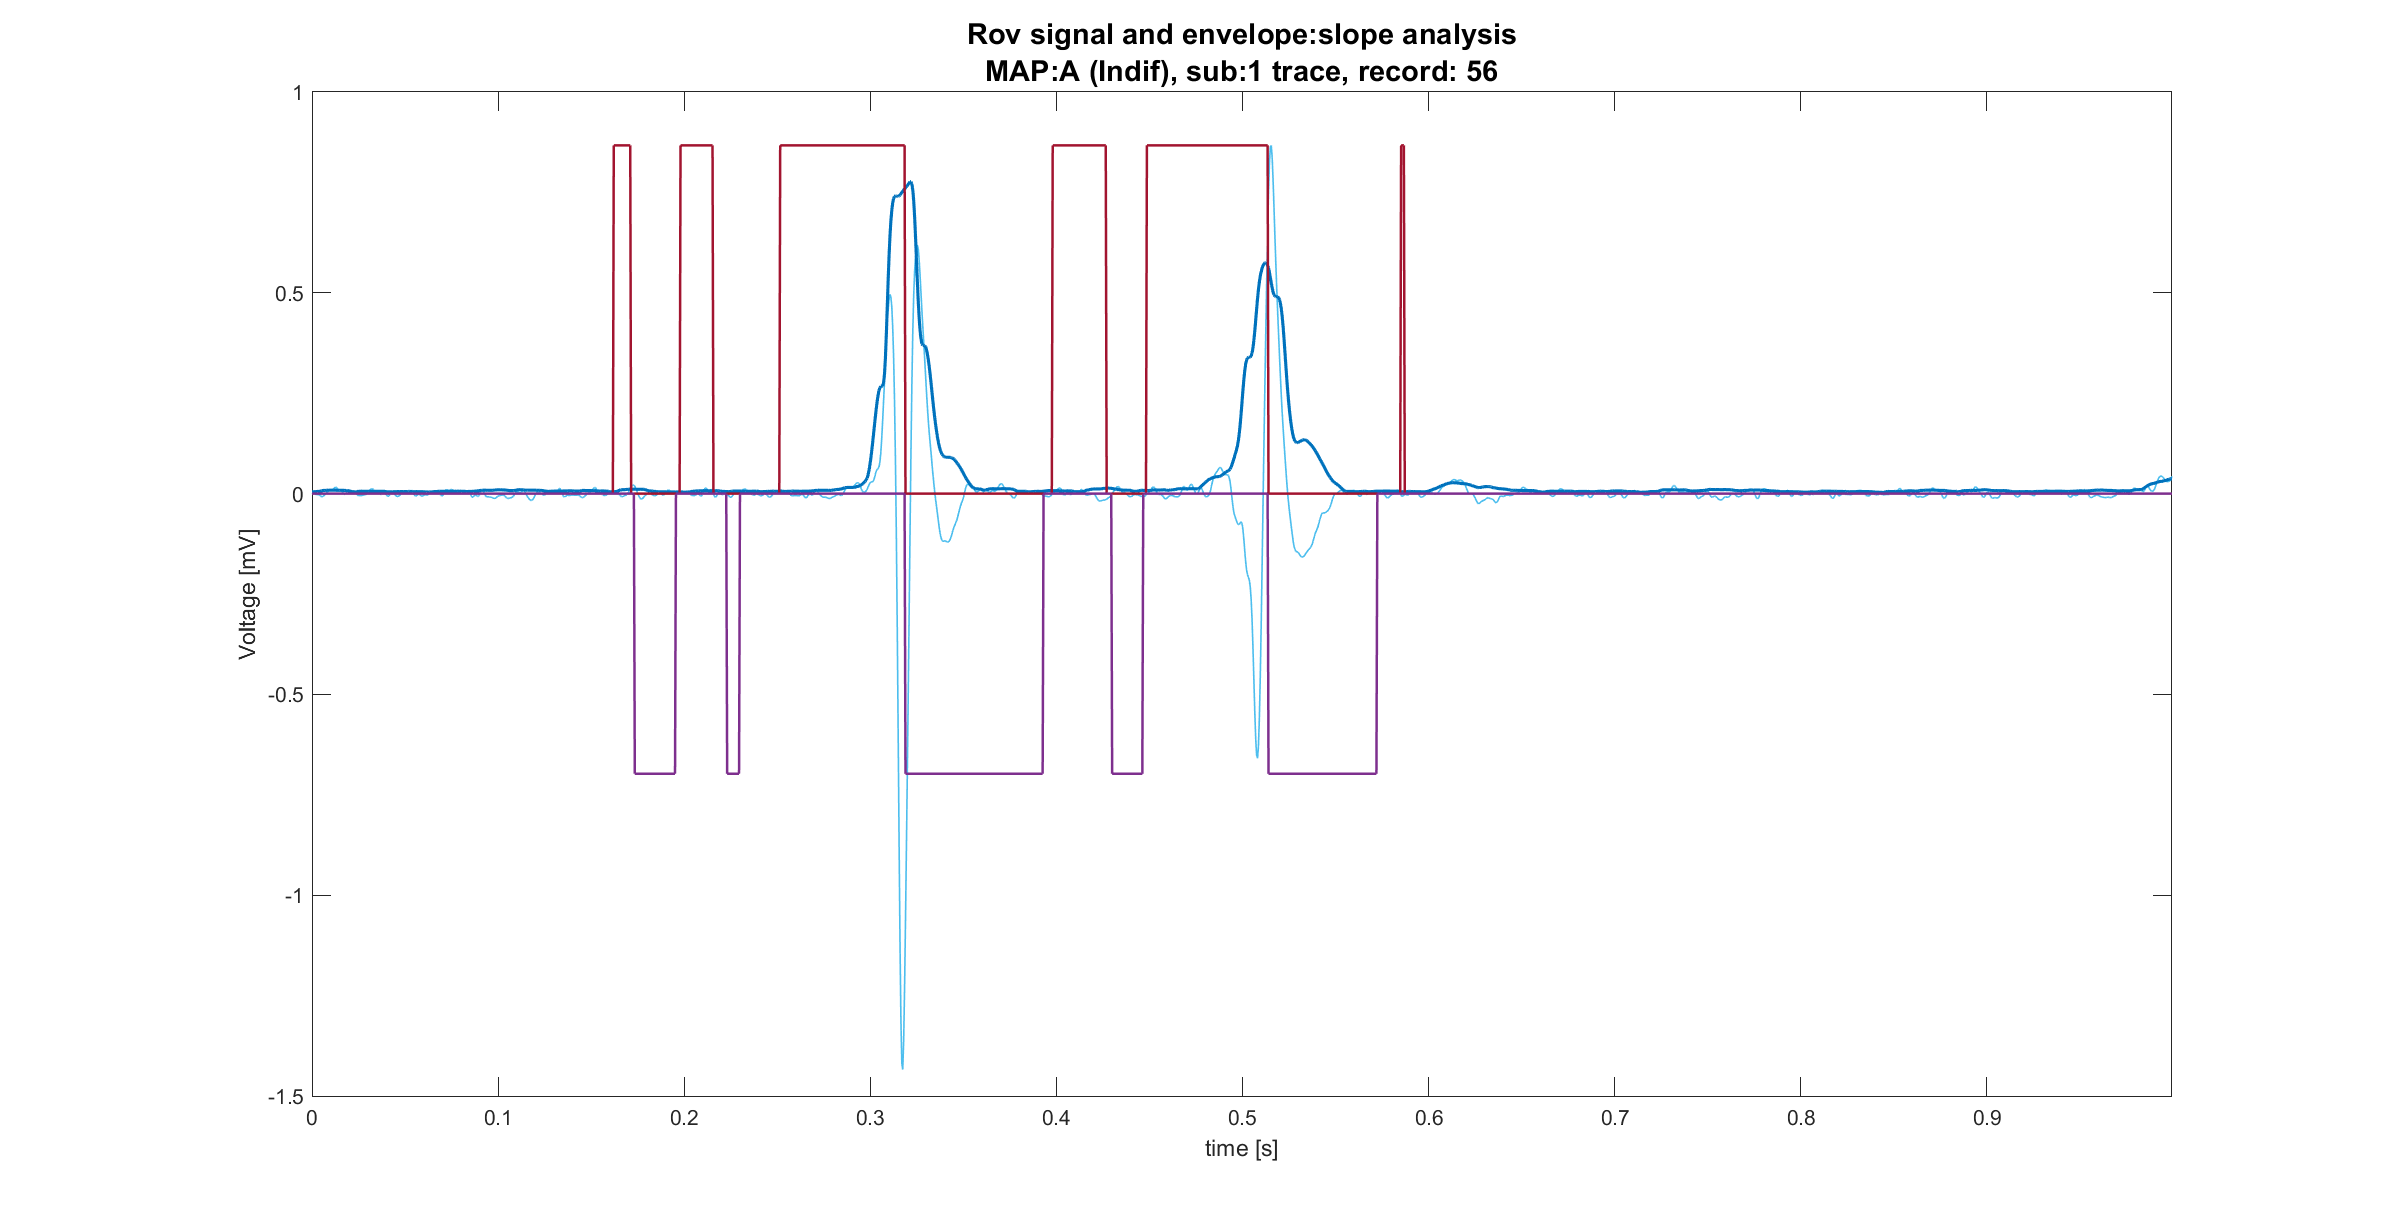 Rov signal and envelope:slope analysis
MAP:A (Indif), sub:1 trace, record: 56
1
0.5
0
-0.5
-1
-1.5
Voltage [mV]
0 0.1 0.2 0.3 0.4 0.5 0.6 0.7 0.8 0.9
time [s]